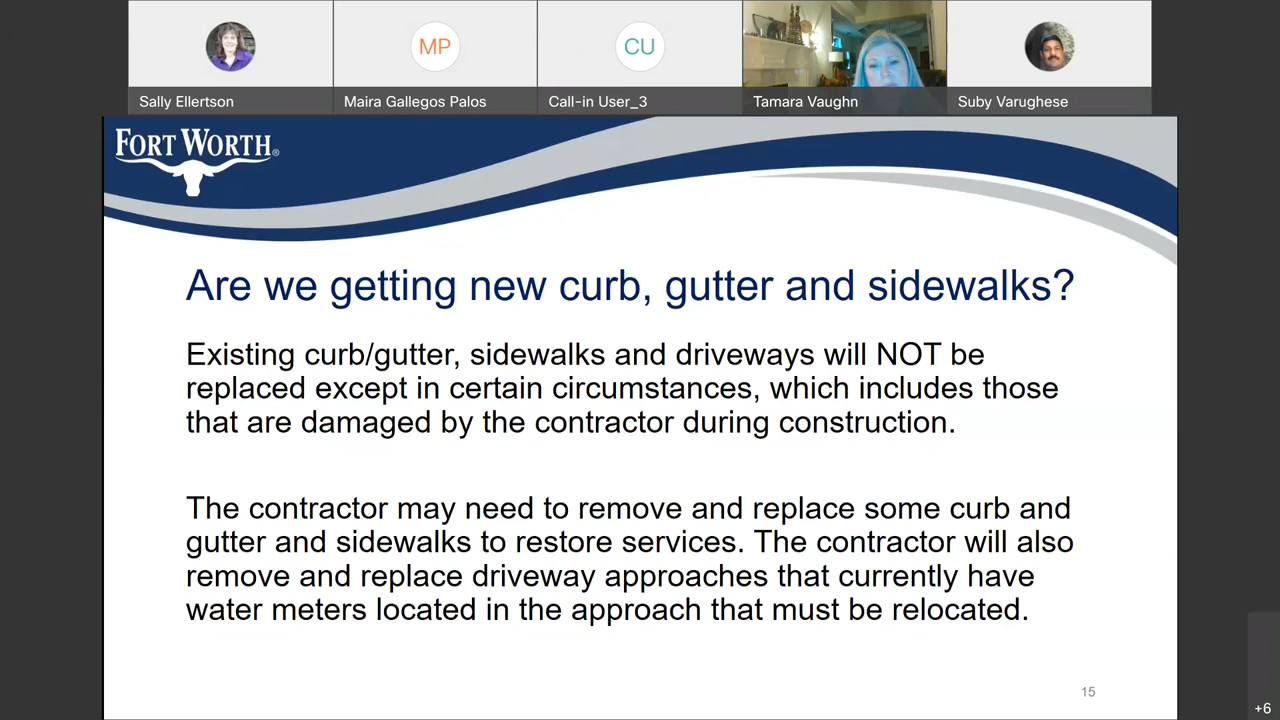 MP
CU
Sally Ellertson
Maira Gallegos Palos
Call-in User_3
Tamara Vaughn
Suby Varughese
FORT WORTH®
Are we getting new curb, gutter and sidewalks?
Existing curb/gutter, sidewalks and driveways will NOT be
replaced except in certain circumstances, which includes those
that are damaged by the contractor during construction.
The contractor may need to remove and replace some curb and
gutter and sidewalks to restore services. The contractor will also
remove and replace driveway approaches that currently have
water meters located in the approach that must be relocated.
15
+6